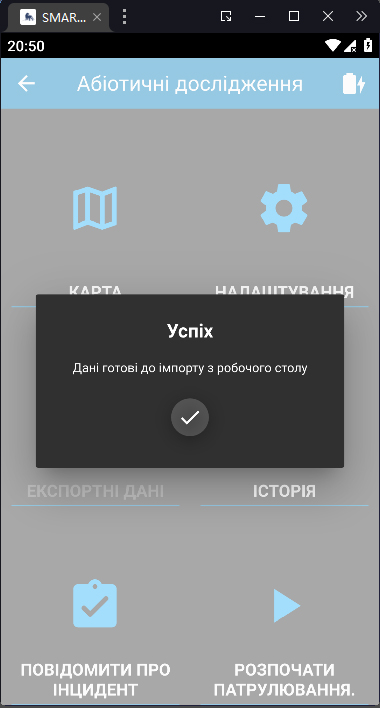 SMAR...
20:50
Абіотичні дослідження
КАРТА
НАЛАШТУВАННЯ
Успіх
Дані готові до імпорту з робочого столу
ЕКСПОРТНІ ДАНІ
ІСТОРІЯ
ПОВІДОМИТИ ПРО
ІНЦИДЕНТ
РОЗПОЧАТИ
ПАТРУЛЮВАННЯ.